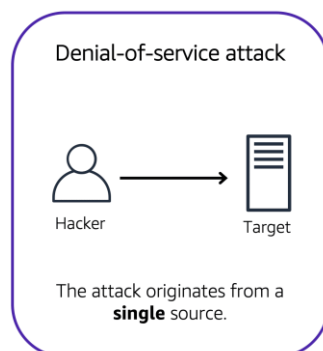 Denial-of-service attack
Hacker
Target
The attack originates from a
single source.